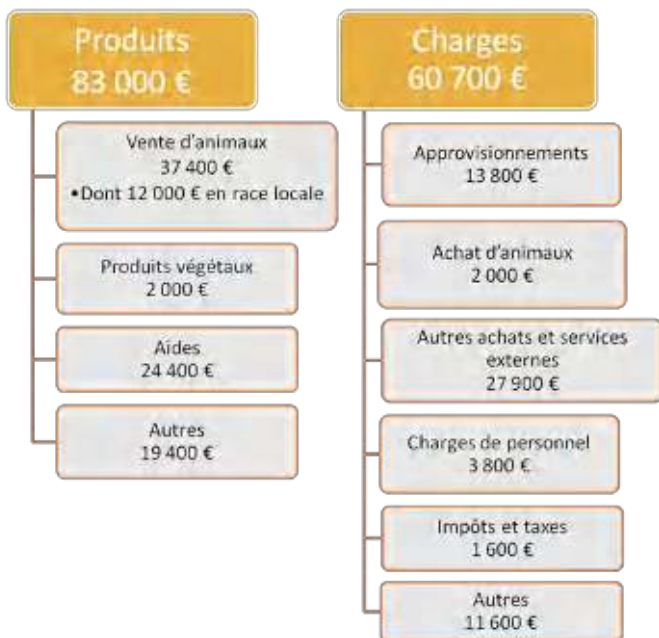 Produits
83 000 €
Vente d'animaux
37 400 €
•Dont 12 000 € en race locale
Produits végétaux
2 000 €
Aides
24 400 €
Autres
19 400 €
Charges
60 700 €
Approvisionnements
13 800 €
Achat d'animaux
2 000 €
Autres achats et services
externes
27 900 €
Charges de personnel
3 800 €
Impôts et taxes
1 600 €
Autres
11 600 €